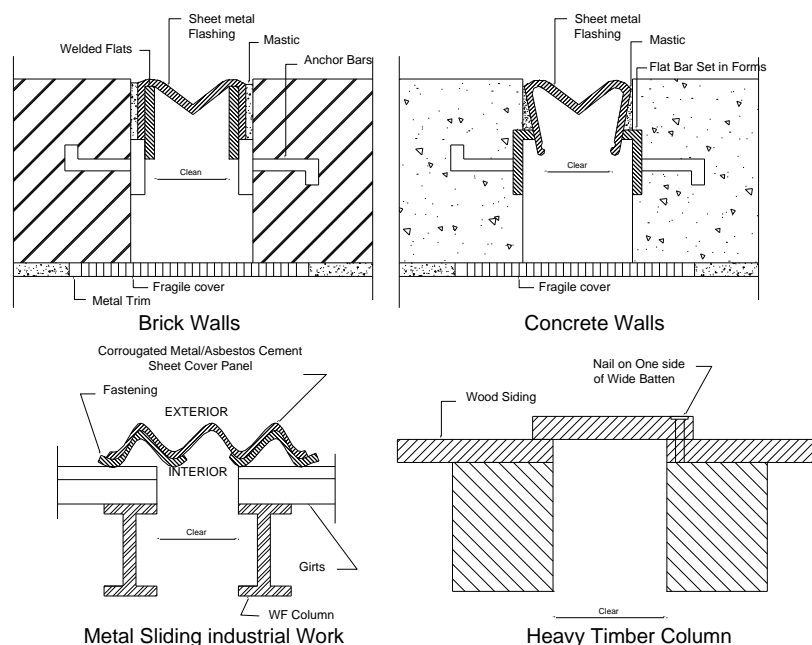 Sheet metal
Flashing
Welded Flats
Mastic
Anchor Bars
Clean
Fragile cover
Metal Trim
Brick Walls
Sheet metal
Flashing
Mastic
Flat Bar Set in Forms
Clear
Fragile cover
Concrete Walls
Corrougated Metal/Asbestos Cement
Sheet Cover Panel
Fastening
EXTERIOR
INTERIOR
Clear
Girts
WF Column
Metal Sliding industrial Work
Nail on One side
of Wide Batten
Wood Siding
Clear
Heavy Timber Column